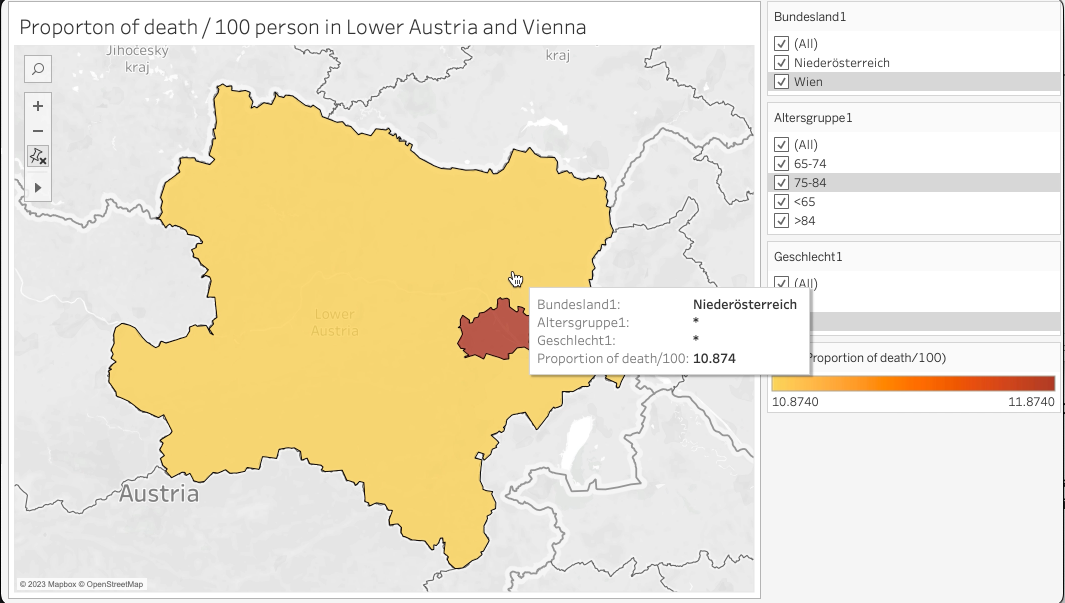 Proporton of death / 100 person in Lower Austria and Vienna
Jihočeský
kraj
kraj
Lower
Austria
Austria
© 2023 Mapbox © OpenStreetMap
Bundesland1:
Niederösterreich
Altersgruppe1:
*
Geschlecht1:
*
Proportion of death/100:
10.874
Bundesland1
(All)
Niederösterreich
Wien
Altersgruppe1
(All)
65-74
75-84
<65
>84
Geschlecht1
(All)
Proportion of death/100)
10.8740
11.8740